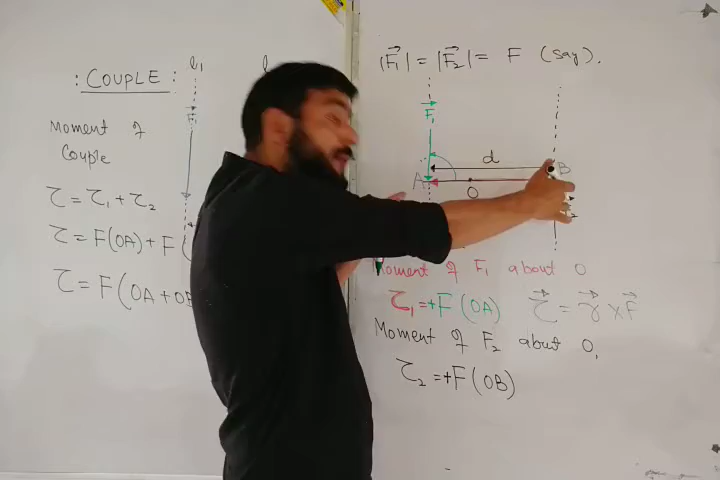 : COUPLE :
l1
Moment of
Couple
F
τ = τ1 + τ2
τ = F(OA) + F (
τ = F(OA + OB
|F⃗1| = |F⃗2| = F (say).
F⃗
d
A
B
O
2
Moment of F1 about O
τ1 = +F (OA)
τ⃗ = r⃗ × F⃗
Moment of F2 about O,
τ2 = +F(OB)